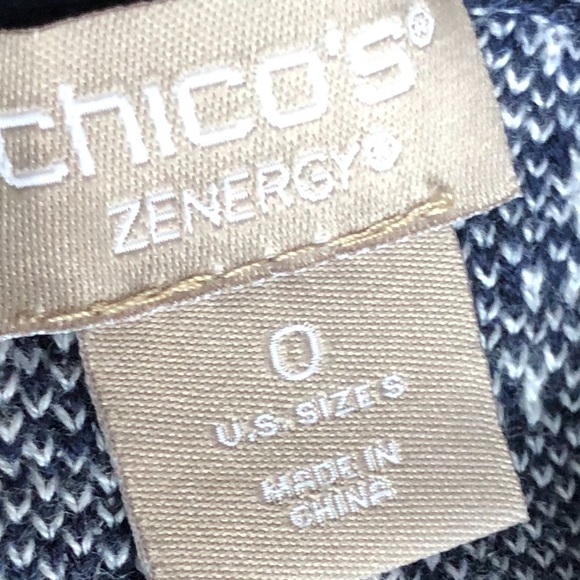 chico's®
ZENERGY®
0
U.S. SIZE S
MADE IN
CHINA